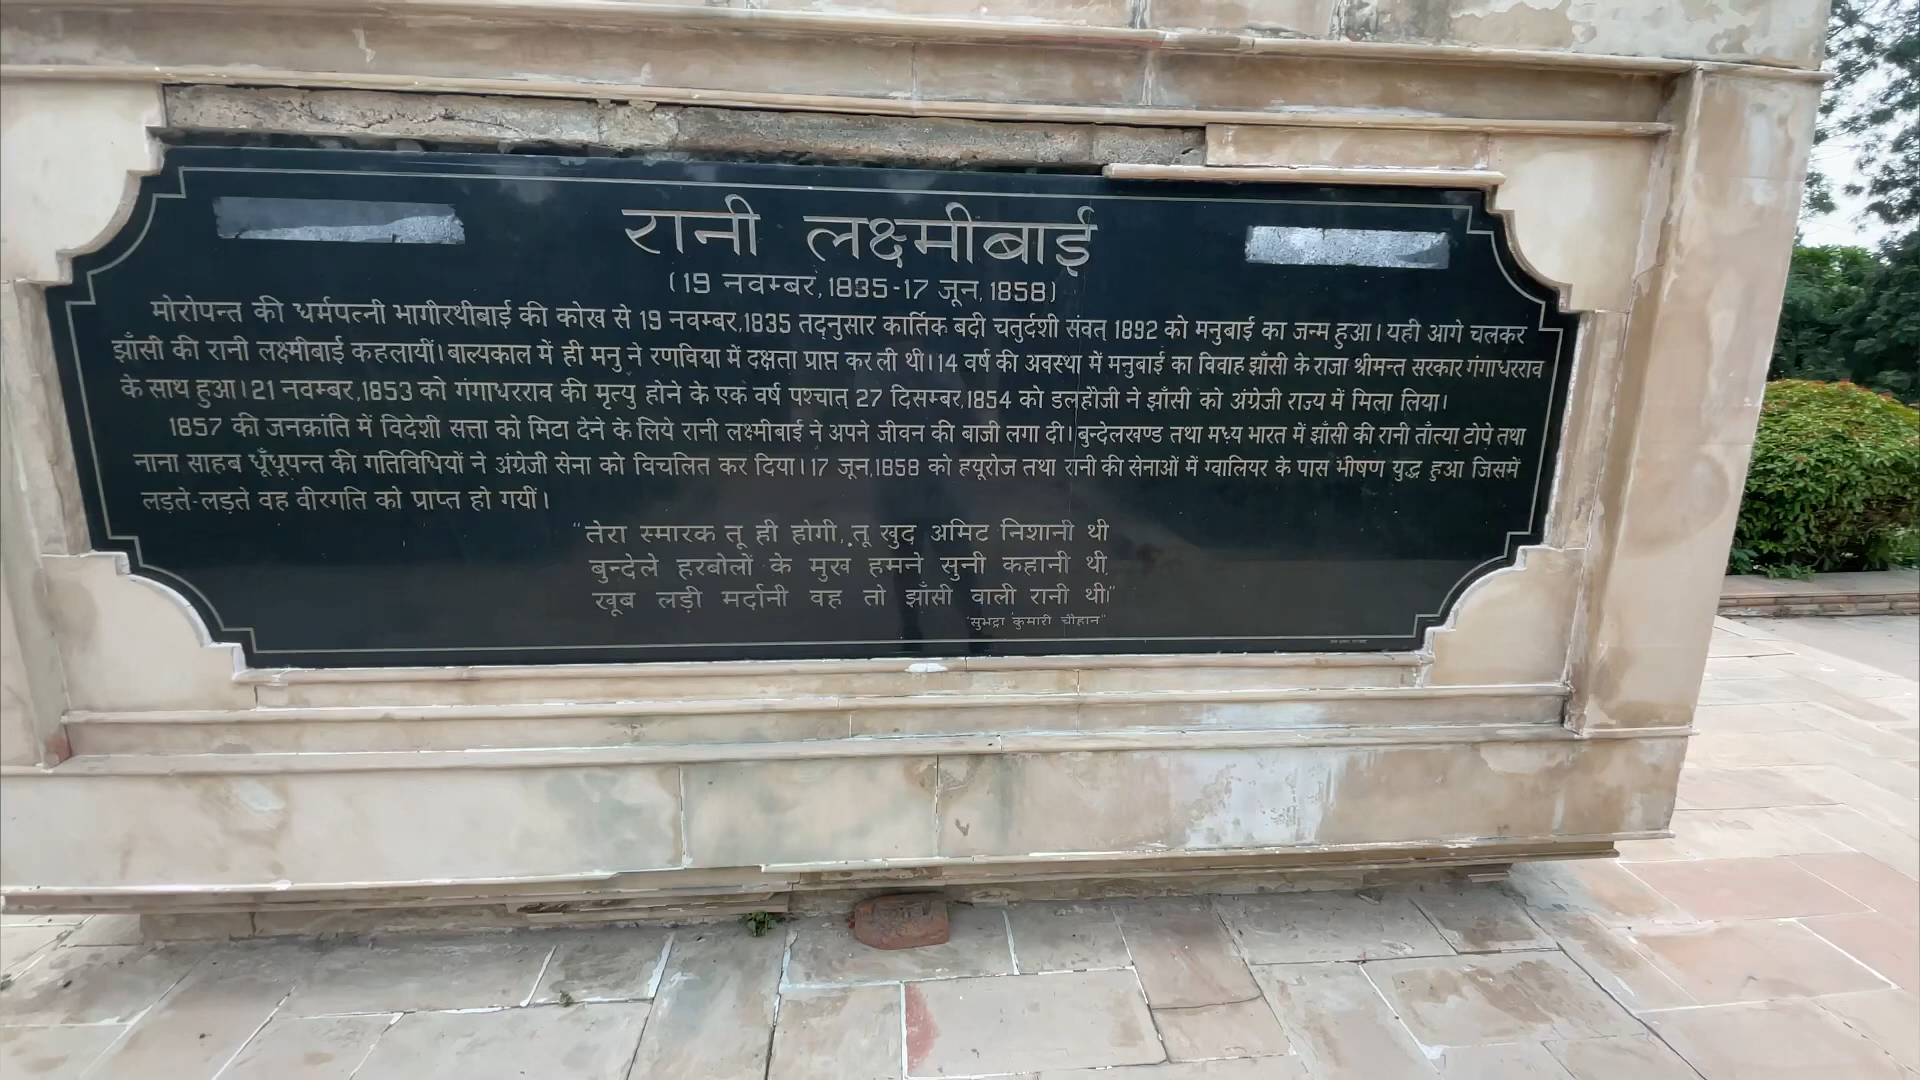 रानी लक्ष्मीबाई
(19 नवम्बर, 1835-17 जून, 1858)
मोरोपन्त की धर्मपत्नी भागीरथीबाई की कोख से 19 नवम्बर,1835 तद्नुसार कार्तिक बदी चतुर्दशी संवत् 1892 को मनुबाई का जन्म हुआ। यही आगे चलकर
झाँसी की रानी लक्ष्मीबाई कहलायीं। बाल्यकाल में ही मनु ने रणविद्या में दक्षता प्राप्त कर ली थी। 14 वर्ष की अवस्था में मनुबाई का विवाह झाँसी के राजा श्रीमन्त सरकार गंगाधरराव
के साथ हुआ। 21 नवम्बर,1853 को गंगाधरराव की मृत्यु होने के एक वर्ष पश्चात् 27 दिसम्बर,1854 को डलहौजी ने झाँसी को अंग्रेजी राज्य में मिला लिया।
1857 की जनक्रांति में विदेशी सत्ता को मिटा देने के लिये रानी लक्ष्मीबाई ने अपने जीवन की बाजी लगा दी। बुन्देलखण्ड तथा मध्य भारत में झाँसी की रानी ताँत्या टोपे तथा
नाना साहब धूँधूपन्त की गतिविधियों ने अंग्रेजी सेना को विचलित कर दिया। 17 जून,1858 को ह्यूरोज तथा रानी की सेनाओं में ग्वालियर के पास भीषण युद्ध हुआ जिसमें
लड़ते-लड़ते वह वीरगति को प्राप्त हो गयीं।
"तेरा स्मारक तू ही होगी, तू खुद अमिट निशानी थी
बुन्देले हरबोलों के मुख हमने सुनी कहानी थी,
खूब लड़ी मर्दानी वह तो झाँसी वाली रानी थी।"
"सुभद्रा कुमारी चौहान"